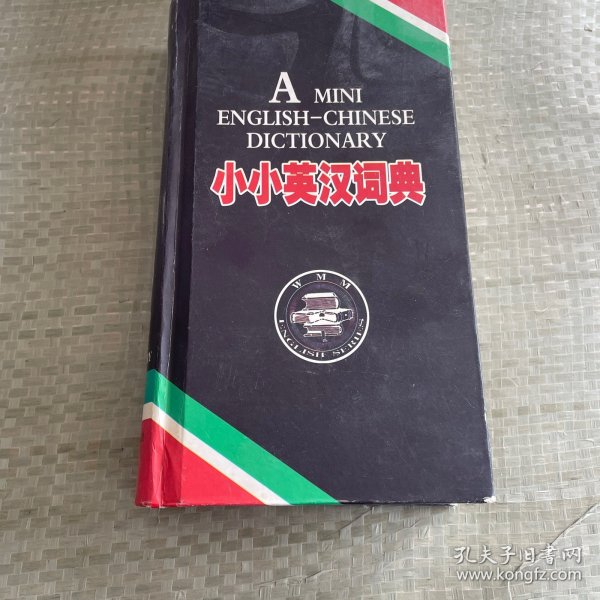 A MINI
ENGLISH-CHINESE
DICTIONARY
小小英汉词典
WMM
ENGLISH SERIES
孔夫子旧书网
www.kongfz.com